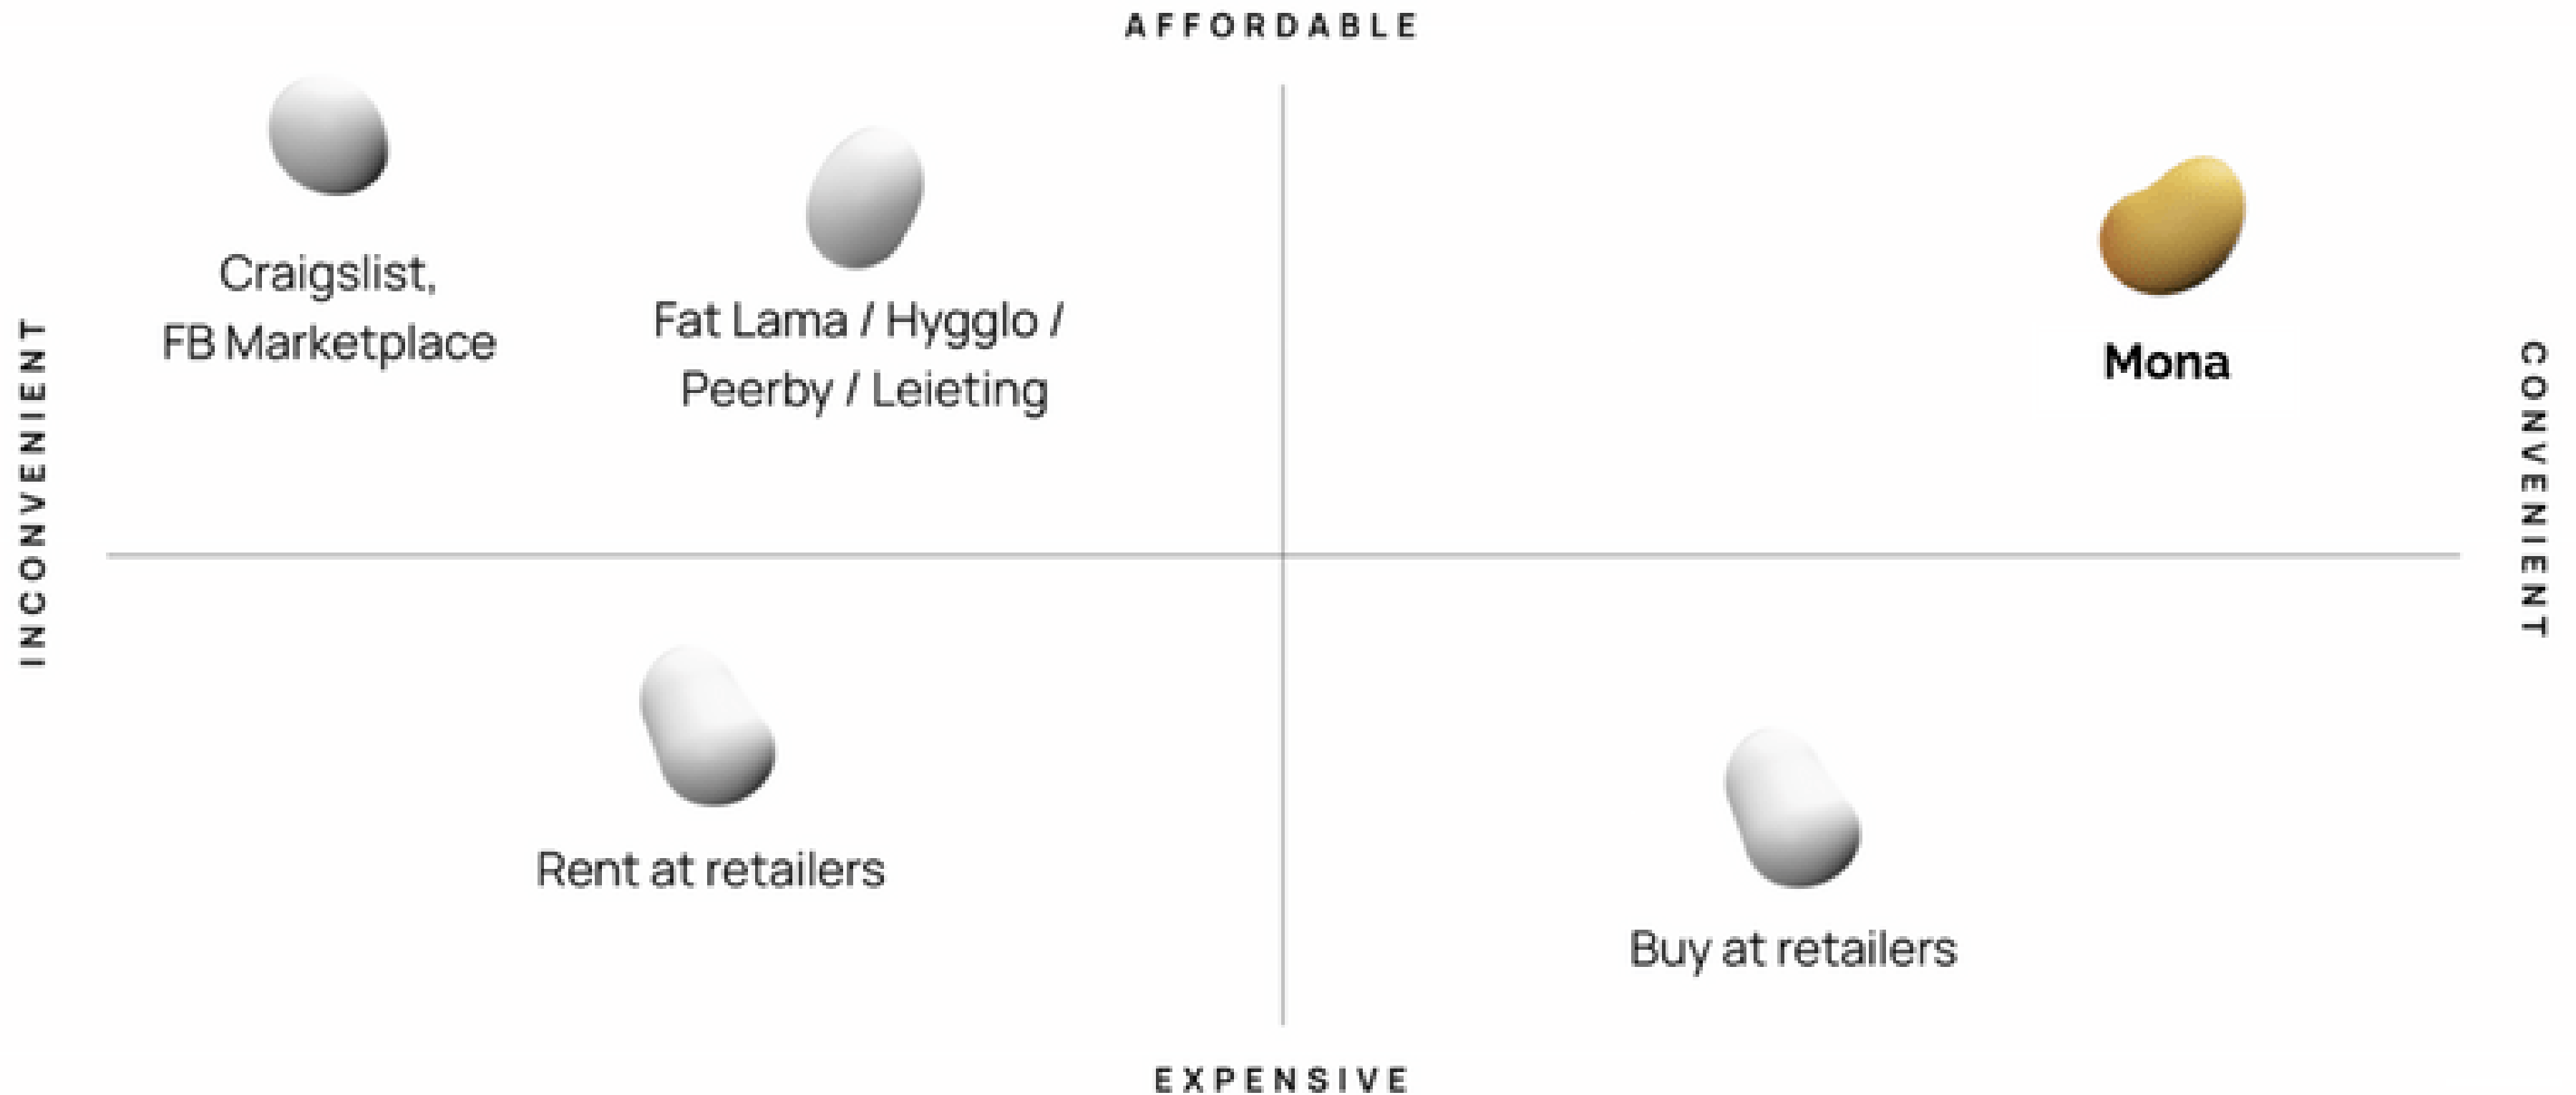 AFFORDABLE
Craigslist,
FB Marketplace
Fat Lama / Hygglo /
Peerby / Leieting
Mona
INCONVENIENT
CONVENIENT
Rent at retailers
Buy at retailers
EXPENSIVE